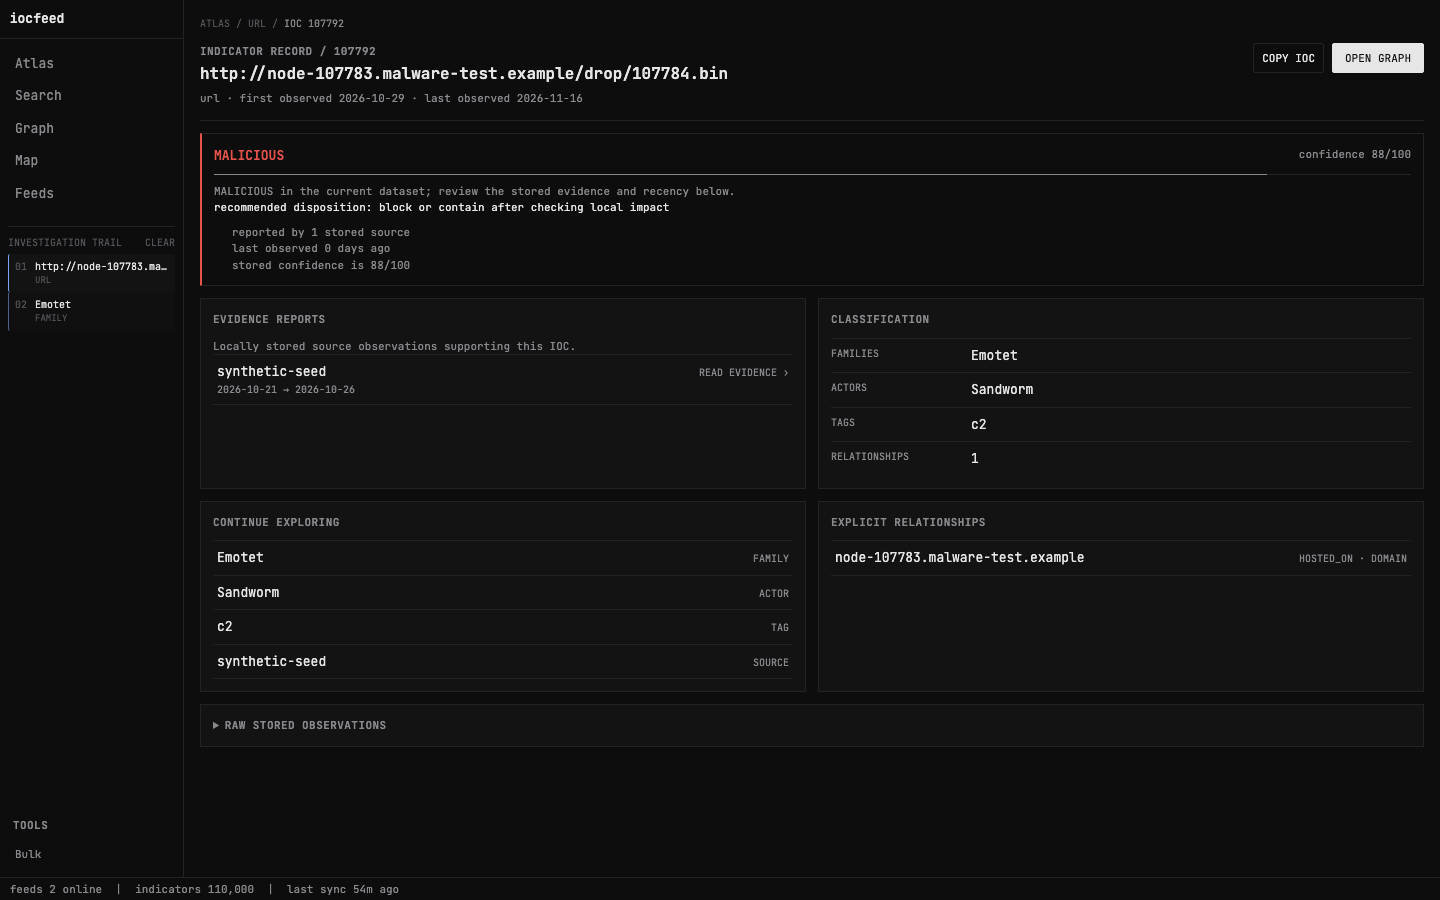 iocfeed
Atlas
Search
Graph
Map
Feeds
INVESTIGATION TRAIL CLEAR
01 http://node-107783.ma…
URL
02 Emotet
FAMILY
TOOLS
Bulk
ATLAS / URL / IOC 107792
INDICATOR RECORD / 107792
http://node-107783.malware-test.example/drop/107784.bin
url · first observed 2026-10-29 · last observed 2026-11-16
COPY IOC
OPEN GRAPH
MALICIOUS
confidence 88/100
MALICIOUS in the current dataset; review the stored evidence and recency below.
recommended disposition: block or contain after checking local impact
reported by 1 stored source
last observed 0 days ago
stored confidence is 88/100
EVIDENCE REPORTS
Locally stored source observations supporting this IOC.
synthetic-seed
READ EVIDENCE ›
2026-10-21 → 2026-10-26
CLASSIFICATION
FAMILIES Emotet
ACTORS Sandworm
TAGS c2
RELATIONSHIPS 1
CONTINUE EXPLORING
Emotet FAMILY
Sandworm ACTOR
c2 TAG
synthetic-seed SOURCE
EXPLICIT RELATIONSHIPS
node-107783.malware-test.example HOSTED_ON · DOMAIN
▶ RAW STORED OBSERVATIONS
feeds 2 online | indicators 110,000 | last sync 54m ago